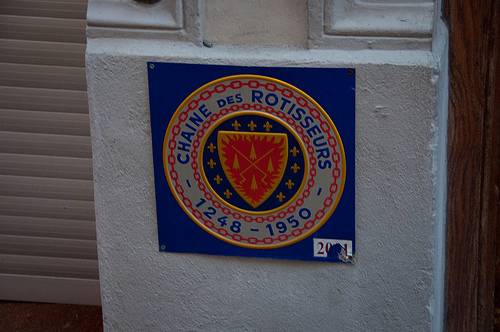 CHAINE DES ROTISSEURS
- 1248 - 1950 -